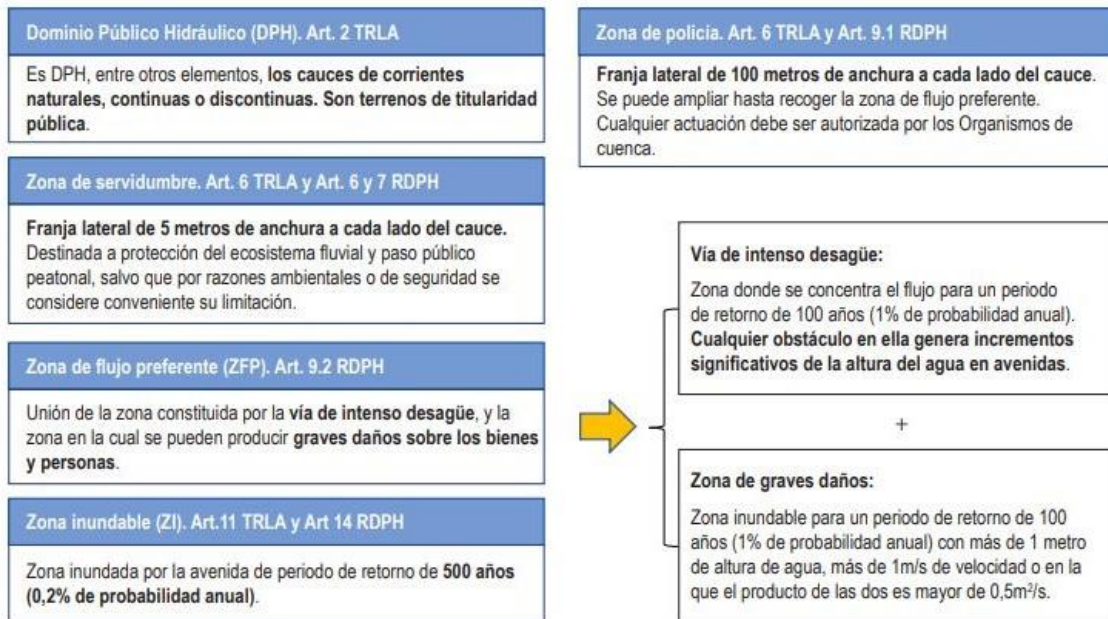 Dominio Público Hidráulico (DPH). Art. 2 TRLA
Es DPH, entre otros elementos, los cauces de corrientes
naturales, continuas o discontinuas. Son terrenos de titularidad
pública.
Zona de servidumbre. Art. 6 TRLA y Art. 6 y 7 RDPH
Franja lateral de 5 metros de anchura a cada lado del cauce.
Destinada a protección del ecosistema fluvial y paso público
peatonal, salvo que por razones ambientales o de seguridad se
considere conveniente su limitación.
Zona de flujo preferente (ZFP). Art. 9.2 RDPH
Unión de la zona constituida por la vía de intenso desagüe, y la
zona en la cual se pueden producir graves daños sobre los bienes
y personas.
Zona inundable (ZI). Art.11 TRLA y Art 14 RDPH
Zona inundada por la avenida de periodo de retorno de 500 años
(0,2% de probabilidad anual).
Zona de policía. Art. 6 TRLA y Art. 9.1 RDPH
Franja lateral de 100 metros de anchura a cada lado del cauce.
Se puede ampliar hasta recoger la zona de flujo preferente.
Cualquier actuación debe ser autorizada por los Organismos de
cuenca.
Vía de intenso desagüe:
Zona donde se concentra el flujo para un periodo
de retorno de 100 años (1% de probabilidad anual).
Cualquier obstáculo en ella genera incrementos
significativos de la altura del agua en avenidas.
+
Zona de graves daños:
Zona inundable para un periodo de retorno de 100
años (1% de probabilidad anual) con más de 1 metro
de altura de agua, más de 1m/s de velocidad o en la
que el producto de las dos es mayor de 0,5m²/s.